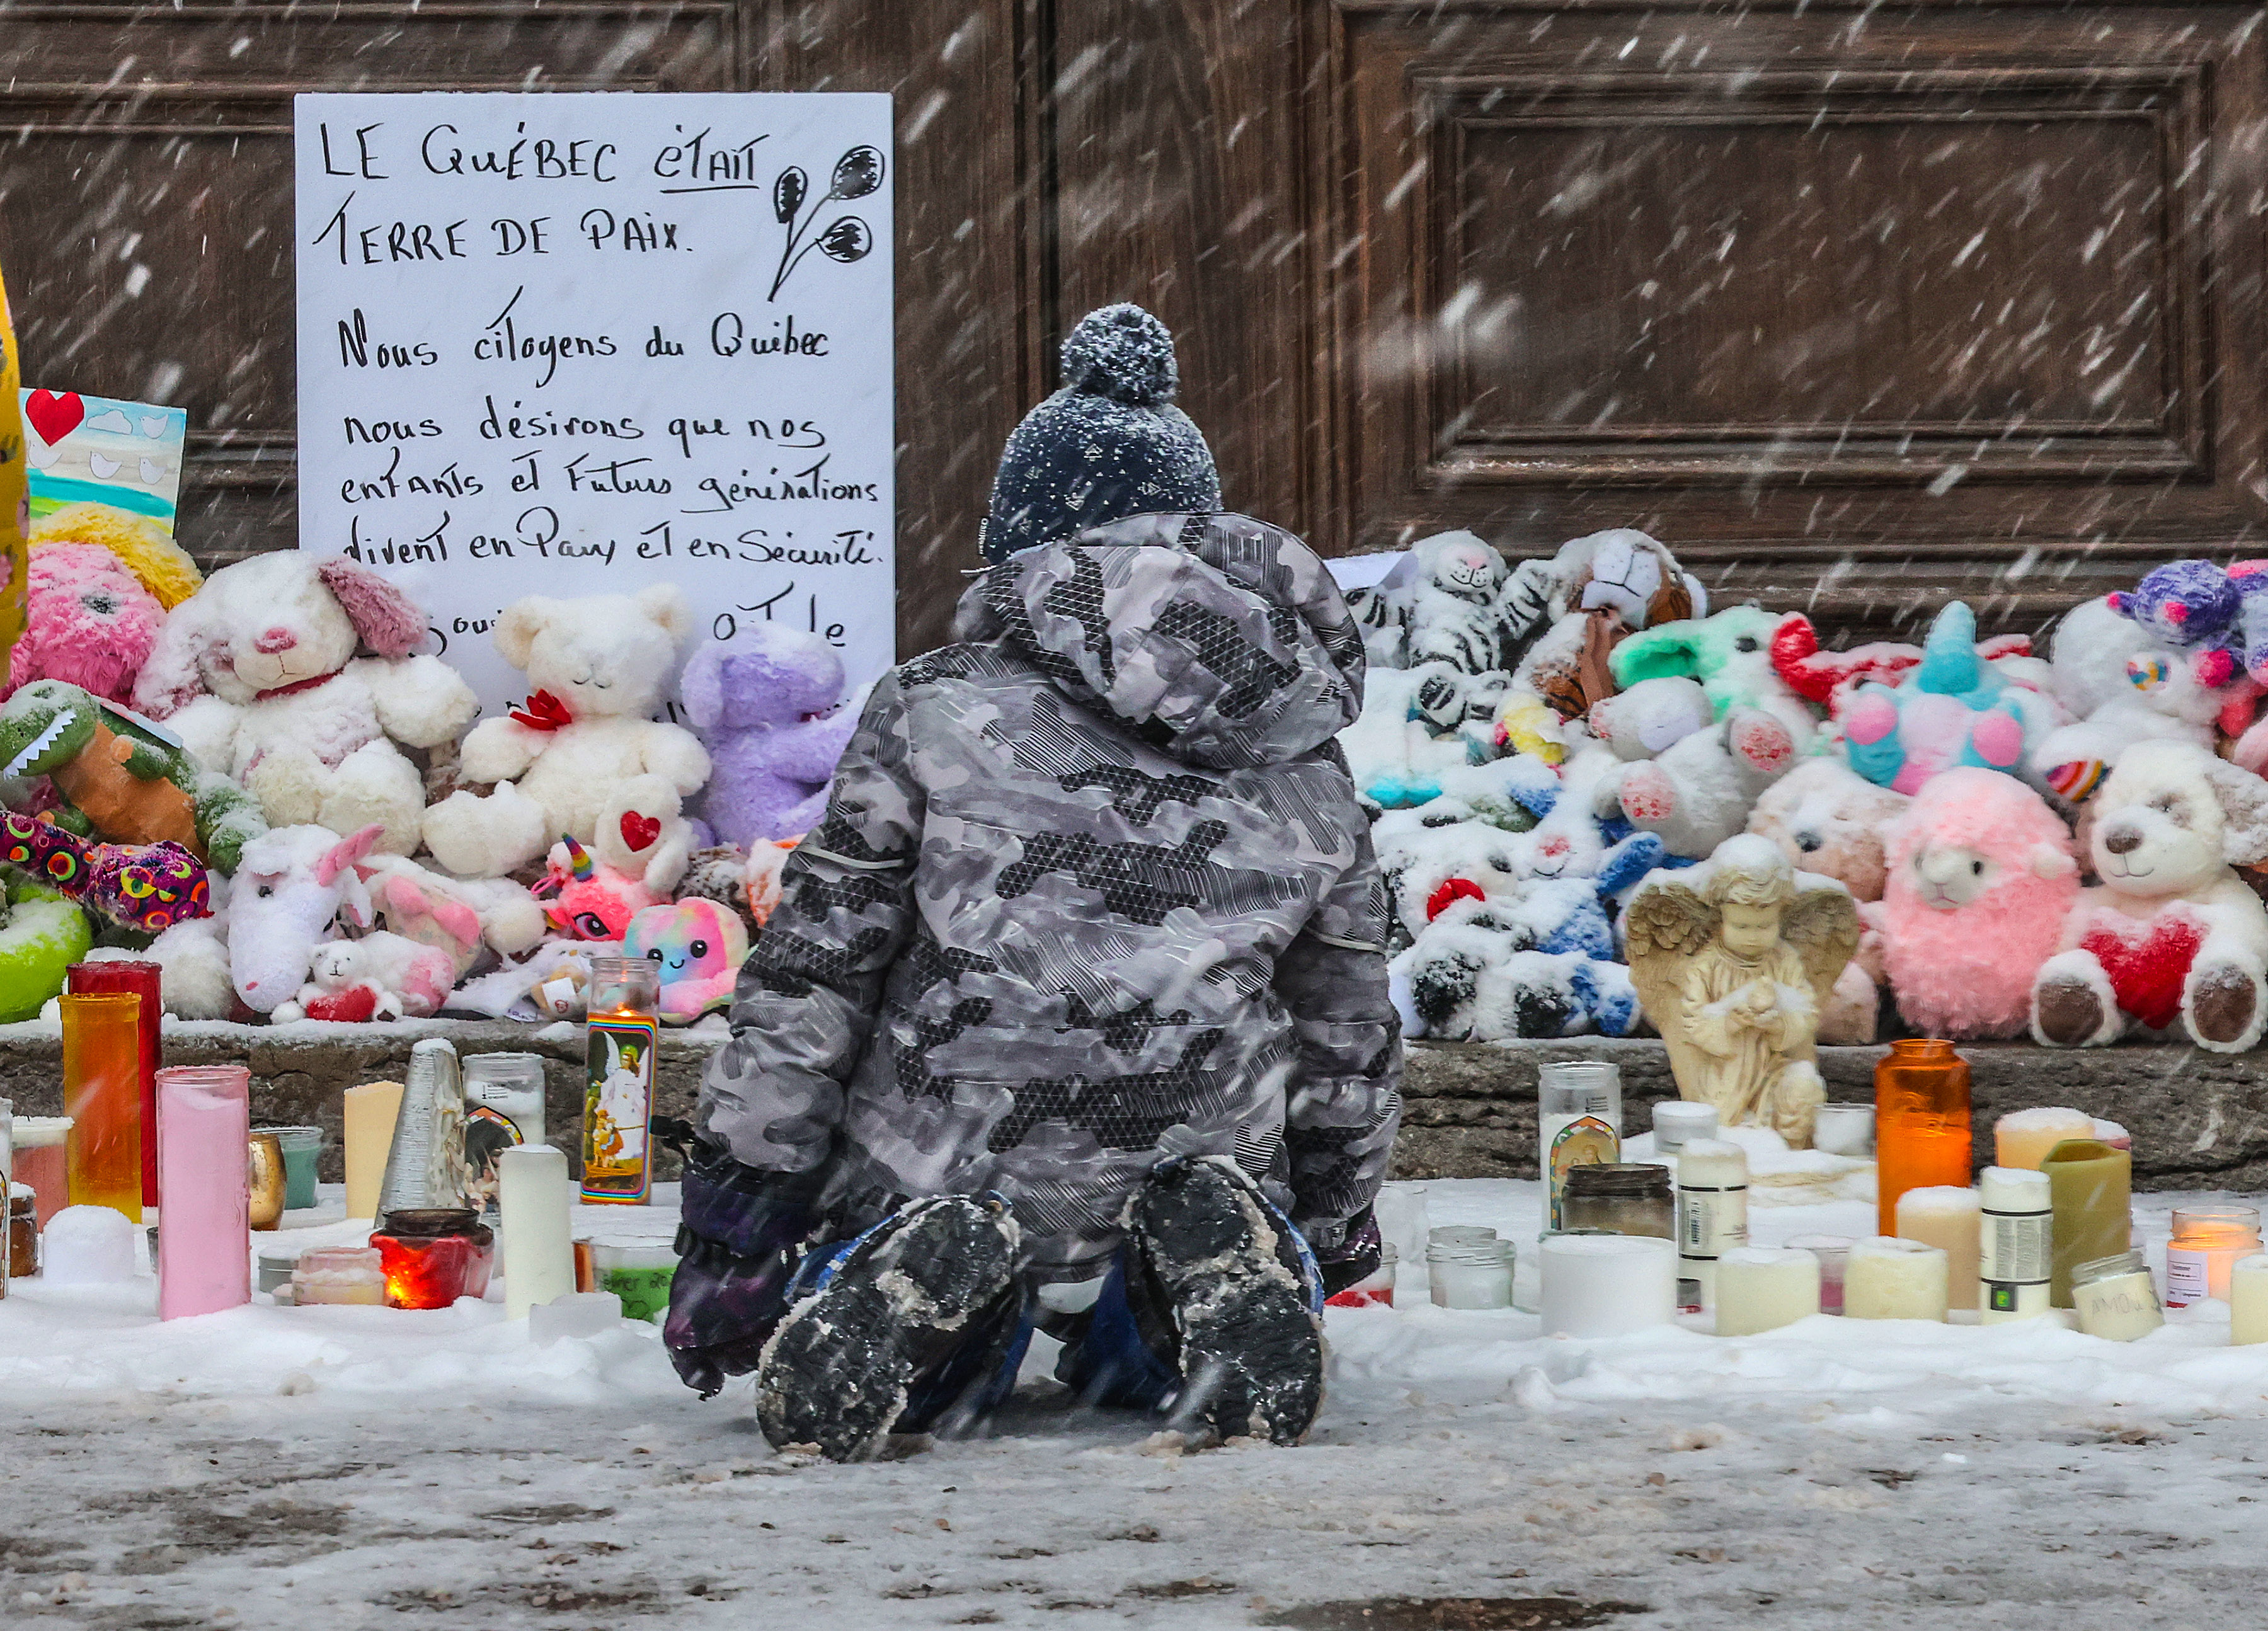 LE QUÉBEC ÉTAIT
TERRE DE PAIX.
Nous citoyens du Québec
nous désirons que nos
enfants et Futurs générations
vivent en Paix et en Sécurité.
le